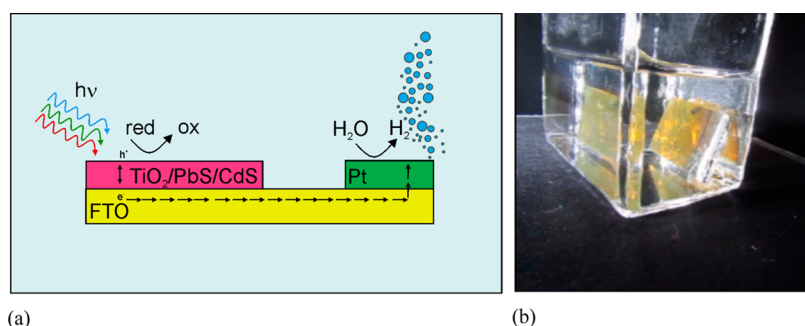 hν
red
ox
H₂O
H₂
h⁺
TiO₂/PbS/CdS
Pt
e⁻
FTO
(a)
(b)